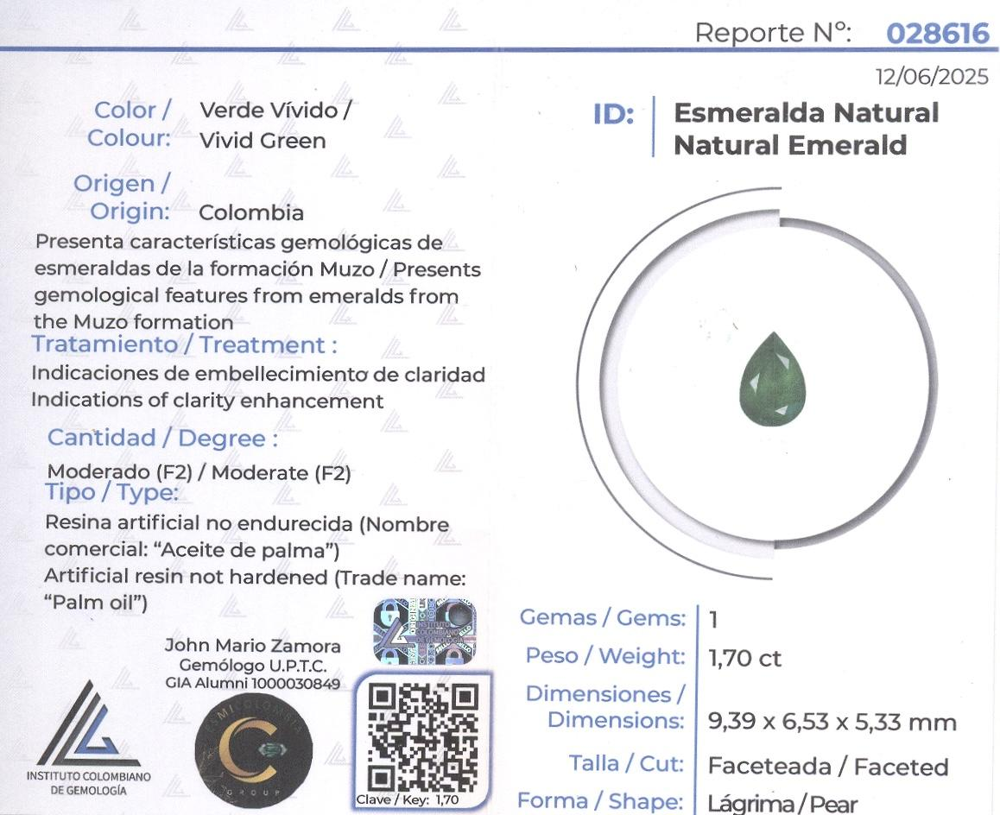 Reporte Nº: 028616
12/06/2025
Color /
Colour:
Verde Vívido /
Vivid Green
Origen /
Origin:
Colombia
Presenta características gemológicas de
esmeraldas de la formación Muzo / Presents
gemological features from emeralds from
the Muzo formation
Tratamiento / Treatment :
Indicaciones de embellecimiento de claridad
Indications of clarity enhancement
Cantidad / Degree :
Moderado (F2) / Moderate (F2)
Tipo / Type:
Resina artificial no endurecida (Nombre
comercial: “Aceite de palma”)
Artificial resin not hardened (Trade name:
“Palm oil”)
John Mario Zamora
Gemólogo U.P.T.C.
GIA Alumni 1000030849
INSTITUTO COLOMBIANO
DE GEMOLOGÍA
GROUP
INSTITUTO
COLOMBIANO
DE GEMOLOGÍA
Clave / Key: 1,70
ID:
Esmeralda Natural
Natural Emerald
Gemas / Gems: 1
Peso / Weight: 1,70 ct
Dimensiones /
Dimensions: 9,39 x 6,53 x 5,33 mm
Talla / Cut: Faceteada / Faceted
Forma / Shape: Lágrima / Pear